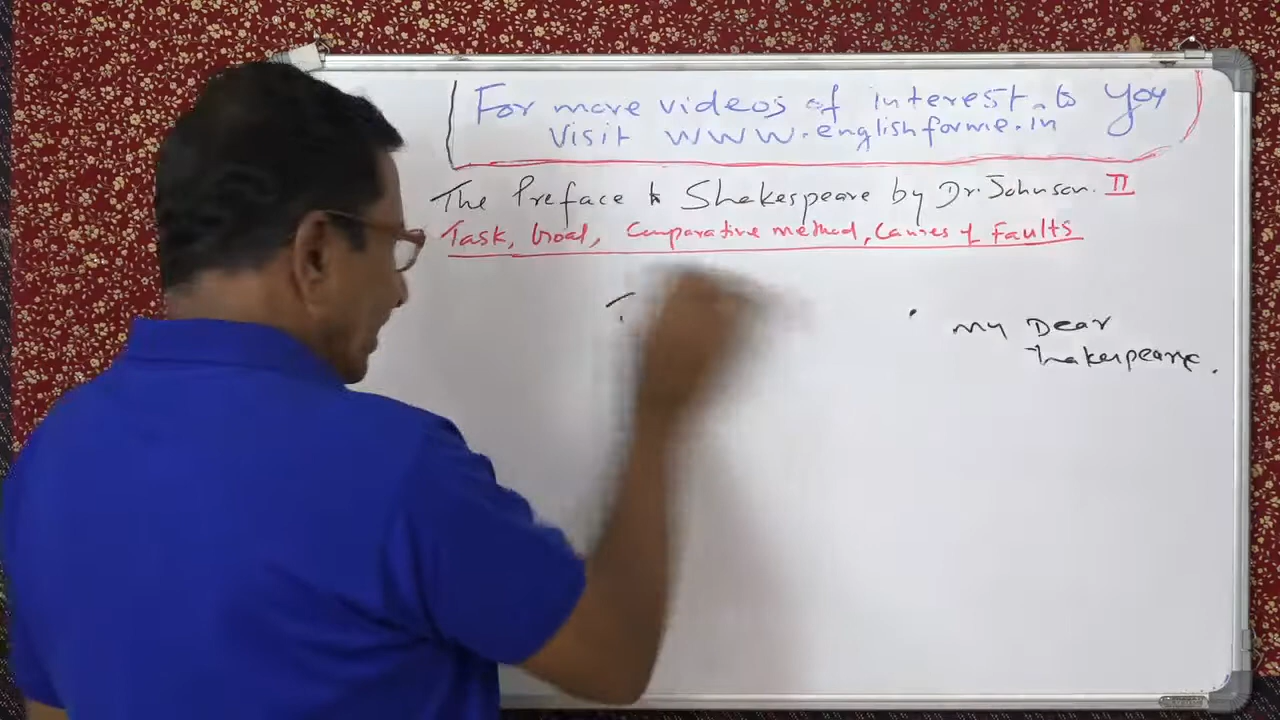 For more videos of interest to you
Visit www.englishforme.in
The Preface to Shakespeare by Dr. Johnson. II
Task, Goal, Comparative method, Causes of Faults
My Dear
Shakespeare.